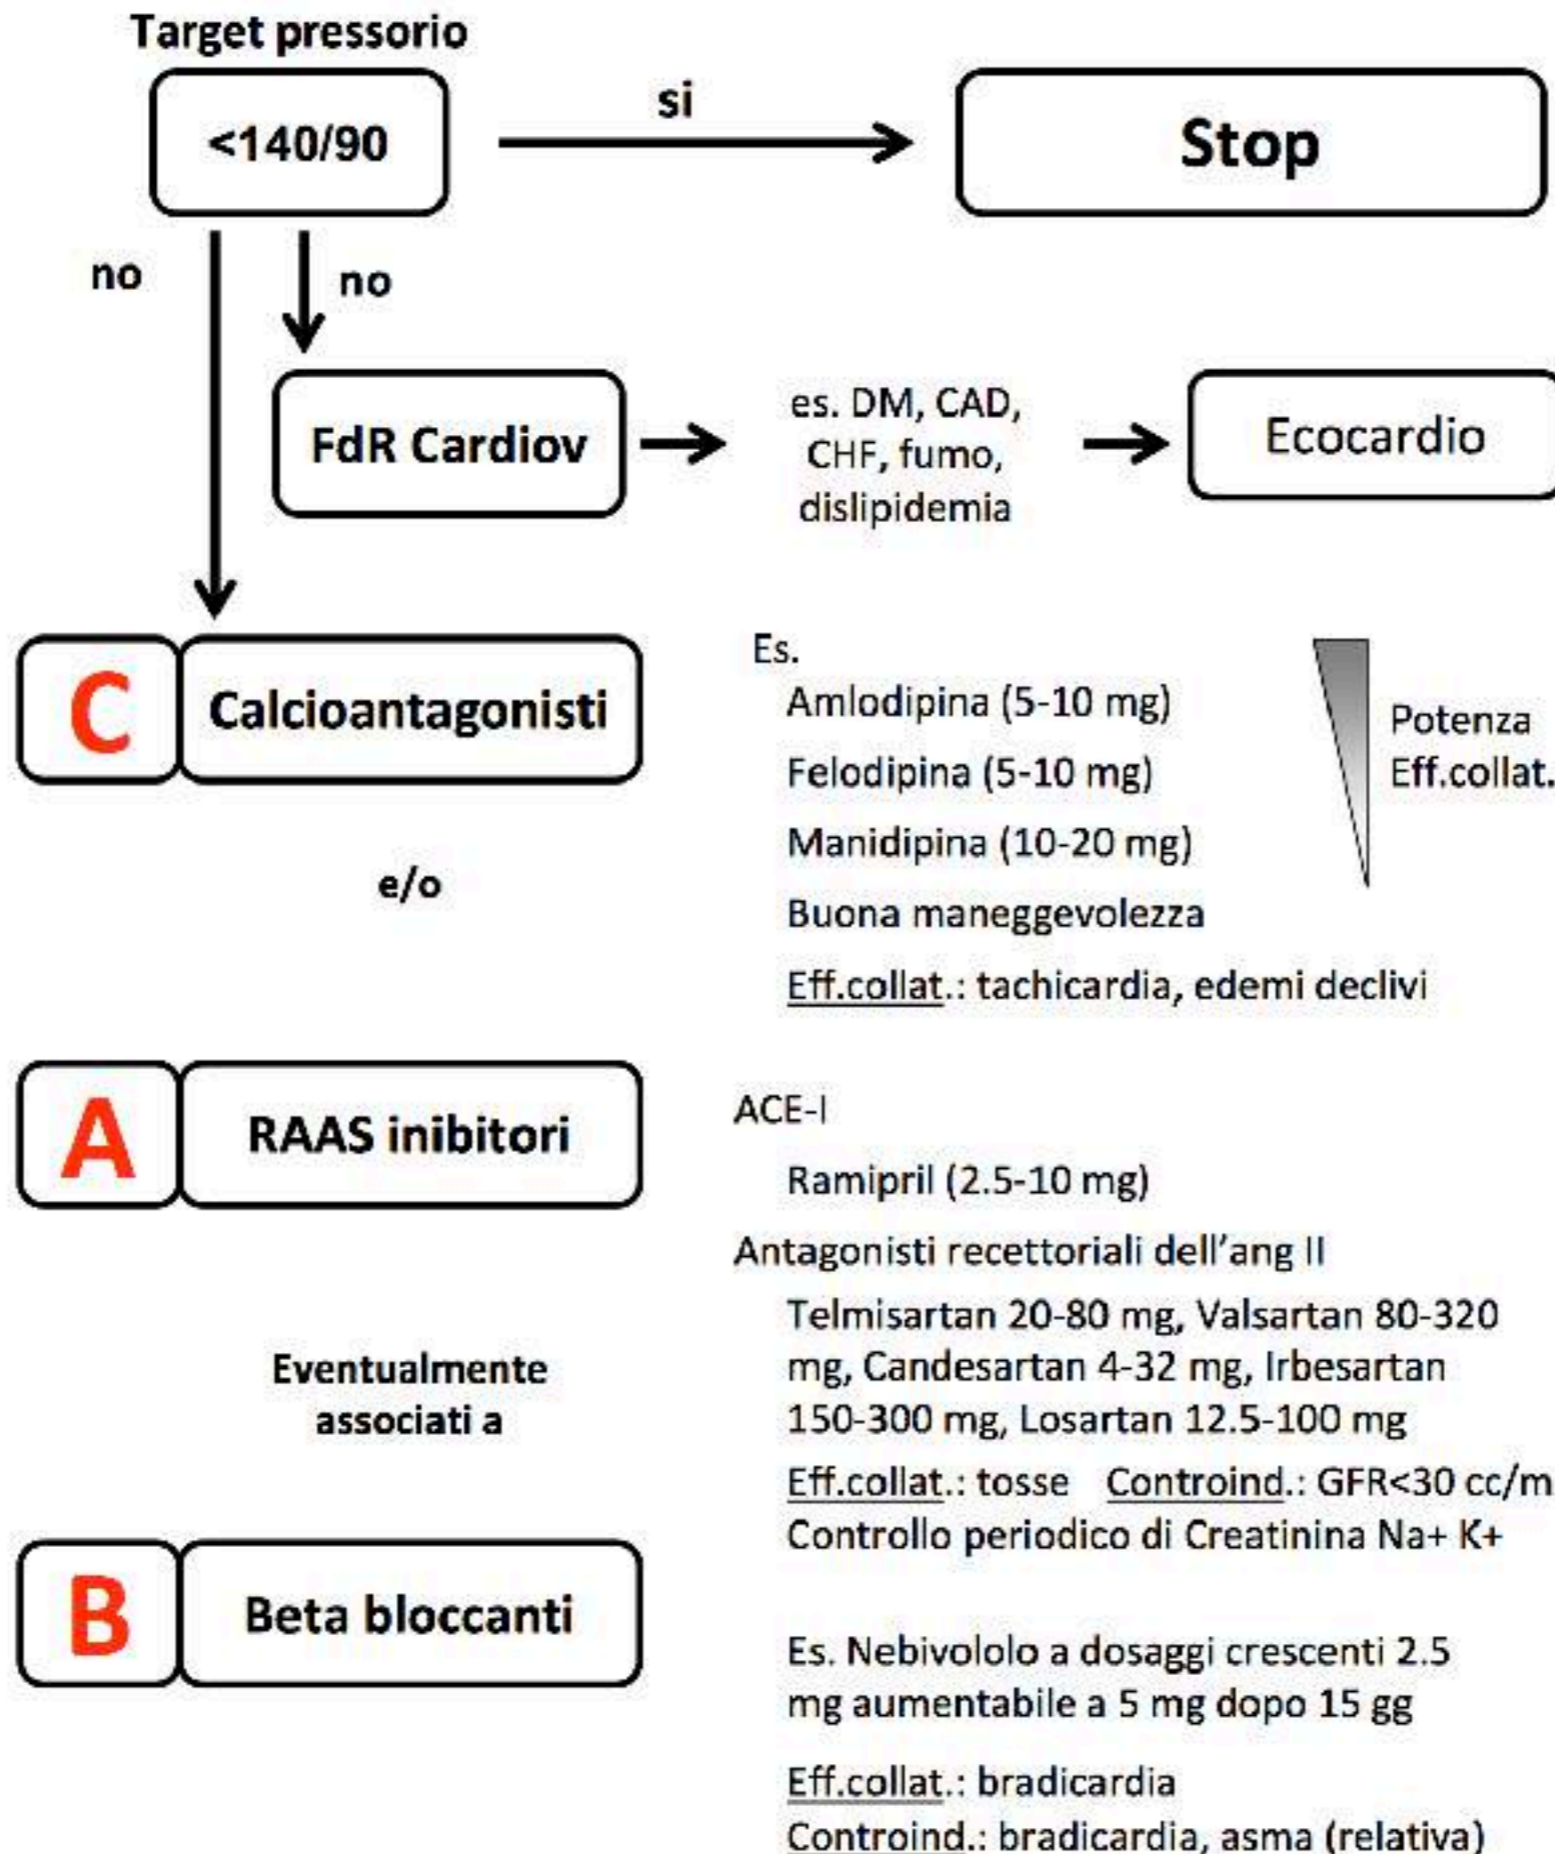 Target pressorio
<140/90
si
Stop
no
no
FdR Cardiov
es. DM, CAD,
CHF, fumo,
dislipidemia
Ecocardio
C
Calcioantagonisti
Es.
Amlodipina (5-10 mg)
Felodipina (5-10 mg)
Manidipina (10-20 mg)
Buona maneggevolezza
Eff.collat.: tachicardia, edemi declivi
Potenza
Eff.collat.
e/o
A
RAAS inibitori
ACE-I
Ramipril (2.5-10 mg)
Antagonisti recettoriali dell'ang II
Telmisartan 20-80 mg, Valsartan 80-320
mg, Candesartan 4-32 mg, Irbesartan
150-300 mg, Losartan 12.5-100 mg
Eff.collat.: tosse Controind.: GFR<30 cc/m
Controllo periodico di Creatinina Na+ K+
Eventualmente
associati a
B
Beta bloccanti
Es. Nebivololo a dosaggi crescenti 2.5
mg aumentabile a 5 mg dopo 15 gg
Eff.collat.: bradicardia
Controind.: bradicardia, asma (relativa)